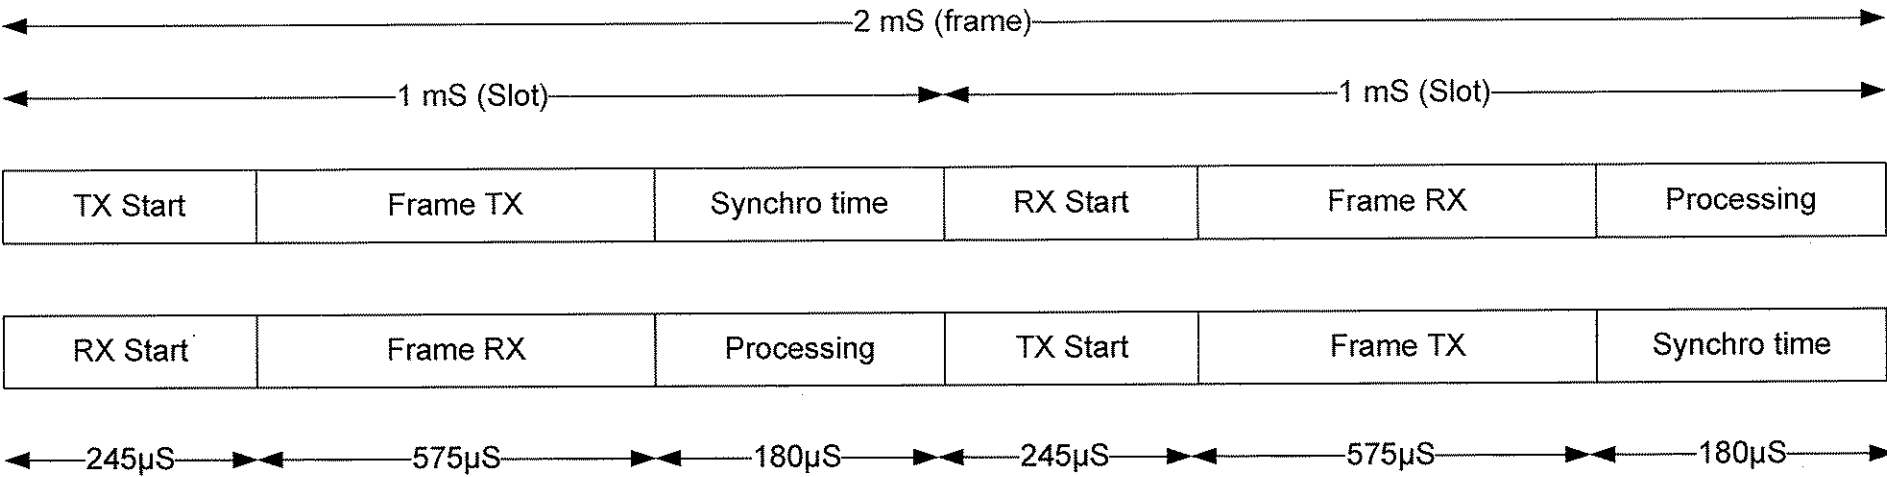 2 mS (frame)
1 mS (Slot) 1 mS (Slot)
TX Start Frame TX Synchro time RX Start Frame RX Processing
RX Start Frame RX Processing TX Start Frame TX Synchro time
245µS 575µS 180µS 245µS 575µS 180µS